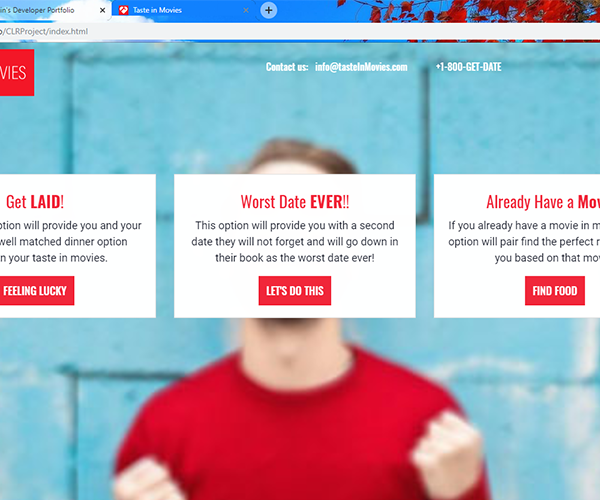 in's Developer Portfolio
Taste in Movies
/CLRProject/index.html
VIES
Contact us: info@tasteInMovies.com +1-800-GET-DATE
Get LAID!
ption will provide you and your
well matched dinner option
n your taste in movies.
FEELING LUCKY
Worst Date EVER!!
This option will provide you with a second
date they will not forget and will go down in
their book as the worst date ever!
LET'S DO THIS
Already Have a Mov
If you already have a movie in m
option will pair find the perfect r
you based on that mov
FIND FOOD